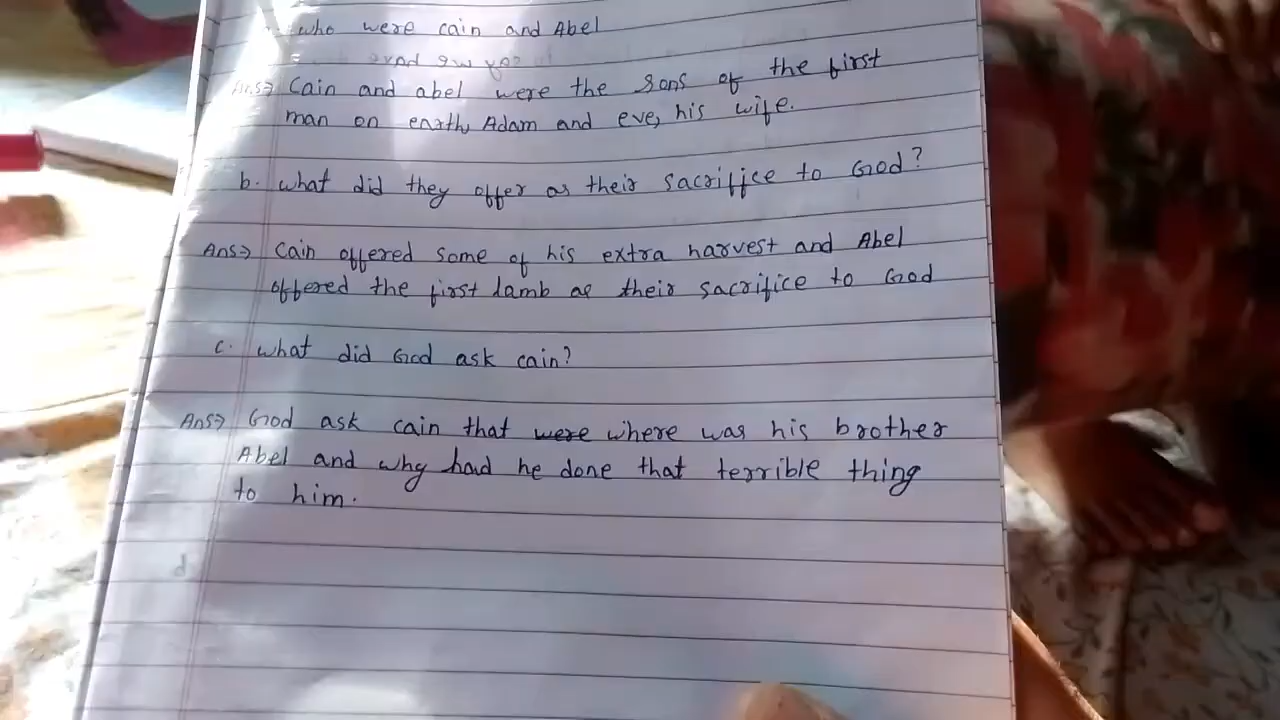 who were cain and Abel
Ans→ Cain and abel were the sons of the first
man on earth, Adam and eve, his wife.
b. what did they offer as their sacrifice to God?
Ans→ Cain offered some of his extra harvest and Abel
offered the first lamb as their sacrifice to God
c. what did God ask cain?
Ans→ God ask cain that were where was his brother
Abel and why had he done that terrible thing
to him.
d